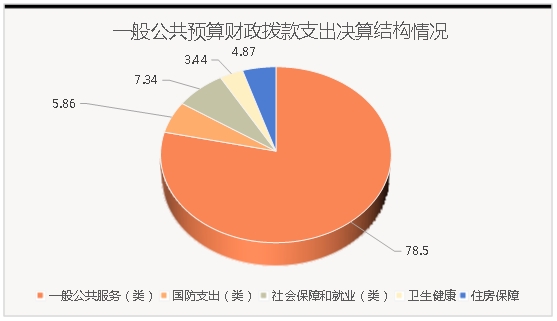 一般公共预算财政拨款支出决算结构情况
4.87
3.44
7.34
5.86
78.5
一般公共服务（类） 国防支出（类） 社会保障和就业（类） 卫生健康 住房保障